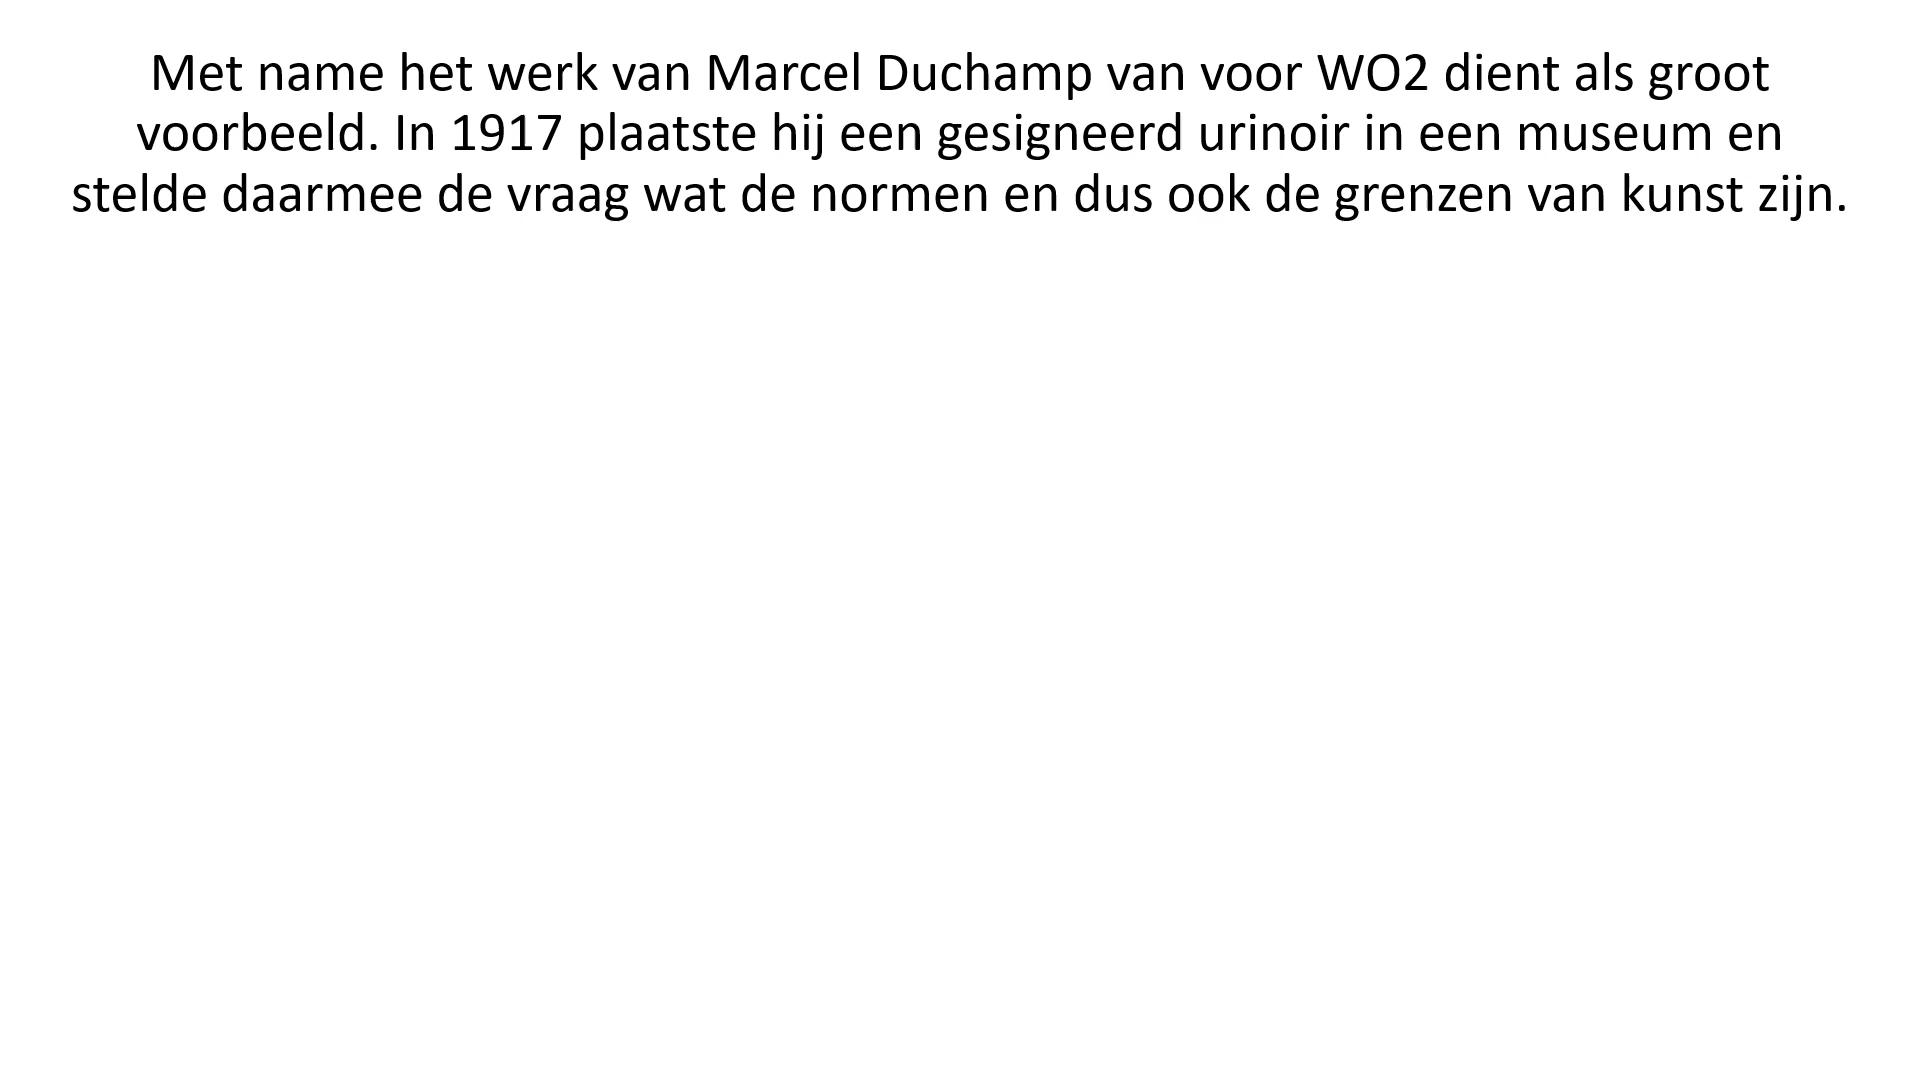 Met name het werk van Marcel Duchamp van voor WO2 dient als groot
voorbeeld. In 1917 plaatste hij een gesigneerd urinoir in een museum en
stelde daarmee de vraag wat de normen en dus ook de grenzen van kunst zijn.